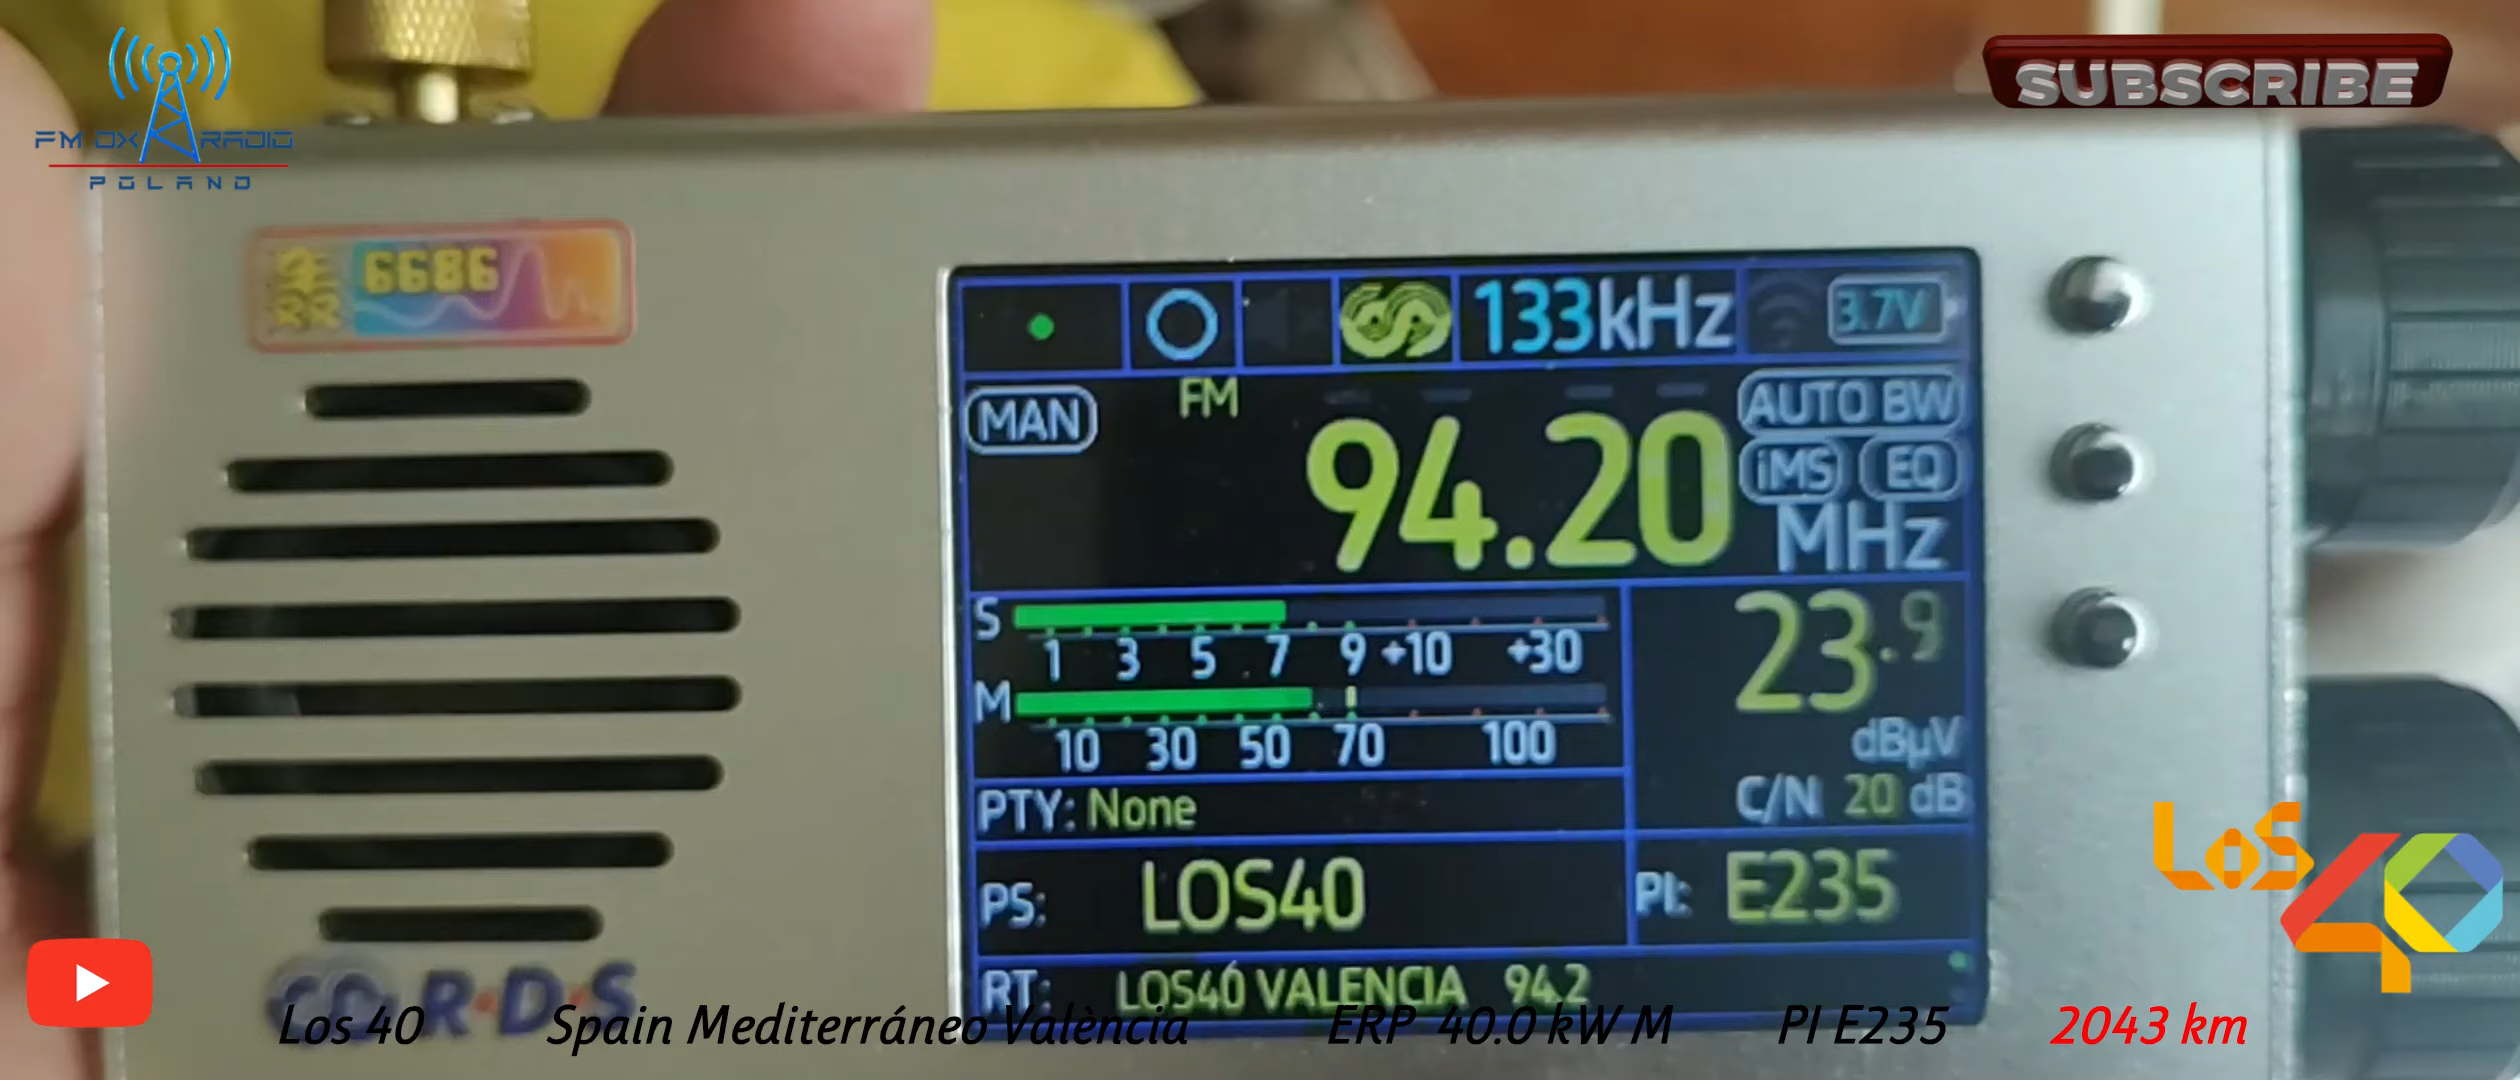 FM DX RADIO
POLAND
SUBSCRIBE
6686
133kHz
3.7V
MAN
FM
94.20
MHz
AUTO BW
iMS EQ
S
1 3 5 7 9 +10 +30
M
10 30 50 70 100
23.9
dBµV
C/N 20 dB
PTY: None
PS: LOS40
PI: E235
RT: LOS40 VALENCIA 94.2
R·D·S
LOS
40
Los 40 Spain Mediterráneo València ERP 40.0 kW M PI E235 2043 km